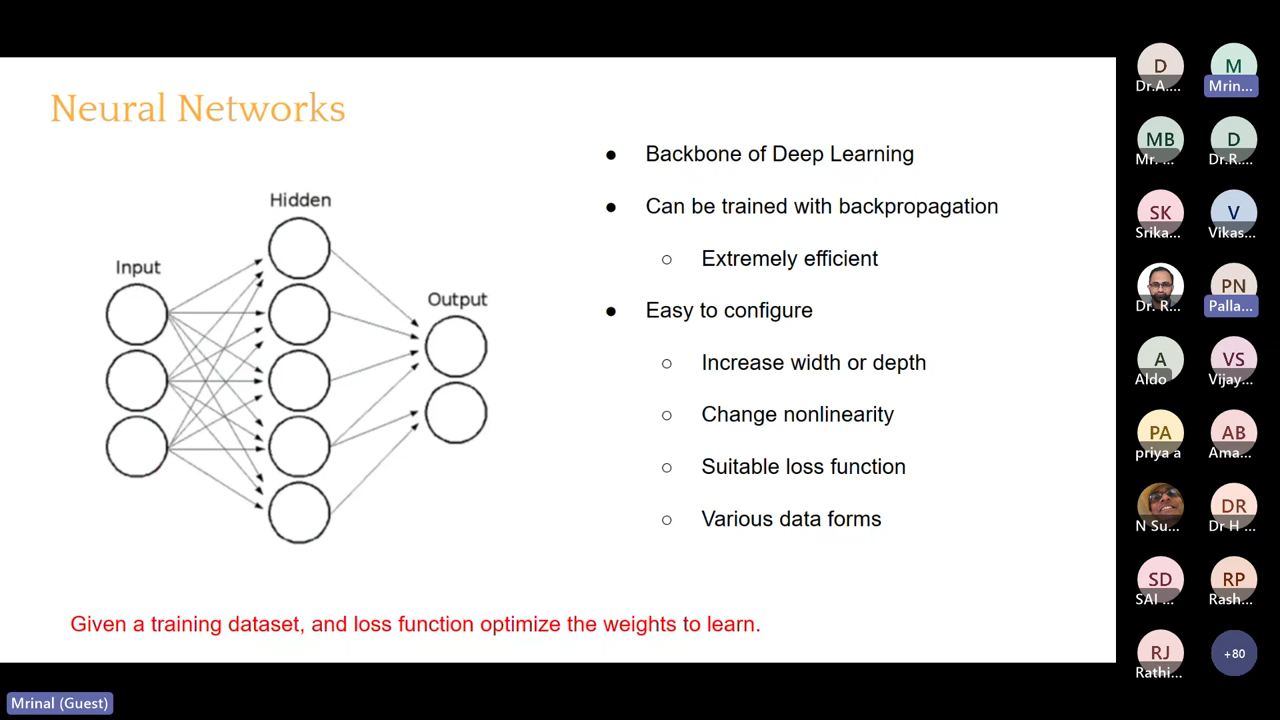 Neural Networks
Hidden
Input
Output
● Backbone of Deep Learning
● Can be trained with backpropagation
○ Extremely efficient
● Easy to configure
○ Increase width or depth
○ Change nonlinearity
○ Suitable loss function
○ Various data forms
Given a training dataset, and loss function optimize the weights to learn.
D M
Dr.A.... Mrin...
MB D
Mr. ... Dr.R....
SK V
Srika... Vikas...
PN
Dr. R... Palla...
A VS
Aldo Vijay...
PA AB
priya a Ama...
DR
N Su... Dr H ...
SD RP
SAI ... Rash...
RJ +80
Rathi...
Mrinal (Guest)